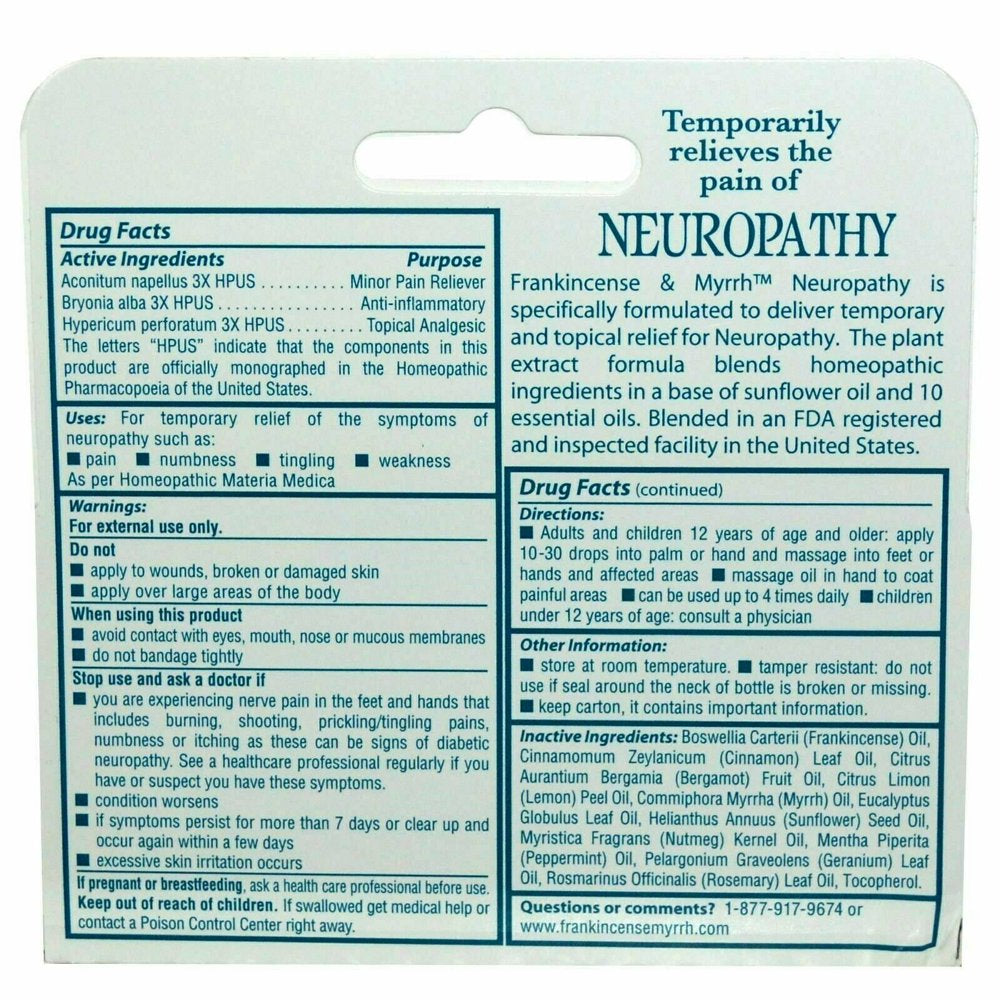 Temporarily
relieves the
pain of
NEUROPATHY
Frankincense & Myrrh™ Neuropathy is
specifically formulated to deliver temporary
and topical relief for Neuropathy. The plant
extract formula blends homeopathic
ingredients in a base of sunflower oil and 10
essential oils. Blended in an FDA registered
and inspected facility in the United States.
Drug Facts
Active Ingredients Purpose
Aconitum napellus 3X HPUS .......... Minor Pain Reliever
Bryonia alba 3X HPUS ................ Anti-inflammatory
Hypericum perforatum 3X HPUS ......... Topical Analgesic
The letters “HPUS” indicate that the components in this
product are officially monographed in the Homeopathic
Pharmacopoeia of the United States.
Uses: For temporary relief of the symptoms of
neuropathy such as:
■ pain ■ numbness ■ tingling ■ weakness
As per Homeopathic Materia Medica
Warnings:
For external use only.
Do not
■ apply to wounds, broken or damaged skin
■ apply over large areas of the body
When using this product
■ avoid contact with eyes, mouth, nose or mucous membranes
■ do not bandage tightly
Stop use and ask a doctor if
■ you are experiencing nerve pain in the feet and hands that
includes burning, shooting, prickling/tingling pains,
numbness or itching as these can be signs of diabetic
neuropathy. See a healthcare professional regularly if you
have or suspect you have these symptoms.
■ condition worsens
■ if symptoms persist for more than 7 days or clear up and
occur again within a few days
■ excessive skin irritation occurs
If pregnant or breastfeeding, ask a health care professional before use.
Keep out of reach of children. If swallowed get medical help or
contact a Poison Control Center right away.
Drug Facts (continued)
Directions:
■ Adults and children 12 years of age and older: apply
10-30 drops into palm or hand and massage into feet or
hands and affected areas ■ massage oil in hand to coat
painful areas ■ can be used up to 4 times daily ■ children
under 12 years of age: consult a physician
Other Information:
■ store at room temperature. ■ tamper resistant: do not
use if seal around the neck of bottle is broken or missing.
■ keep carton, it contains important information.
Inactive Ingredients: Boswellia Carterii (Frankincense) Oil,
Cinnamomum Zeylanicum (Cinnamon) Leaf Oil, Citrus
Aurantium Bergamia (Bergamot) Fruit Oil, Citrus Limon
(Lemon) Peel Oil, Commiphora Myrrha (Myrrh) Oil, Eucalyptus
Globulus Leaf Oil, Helianthus Annuus (Sunflower) Seed Oil,
Myristica Fragrans (Nutmeg) Kernel Oil, Mentha Piperita
(Peppermint) Oil, Pelargonium Graveolens (Geranium) Leaf
Oil, Rosmarinus Officinalis (Rosemary) Leaf Oil, Tocopherol.
Questions or comments? 1-877-917-9674 or
www.frankincensemyrrh.com